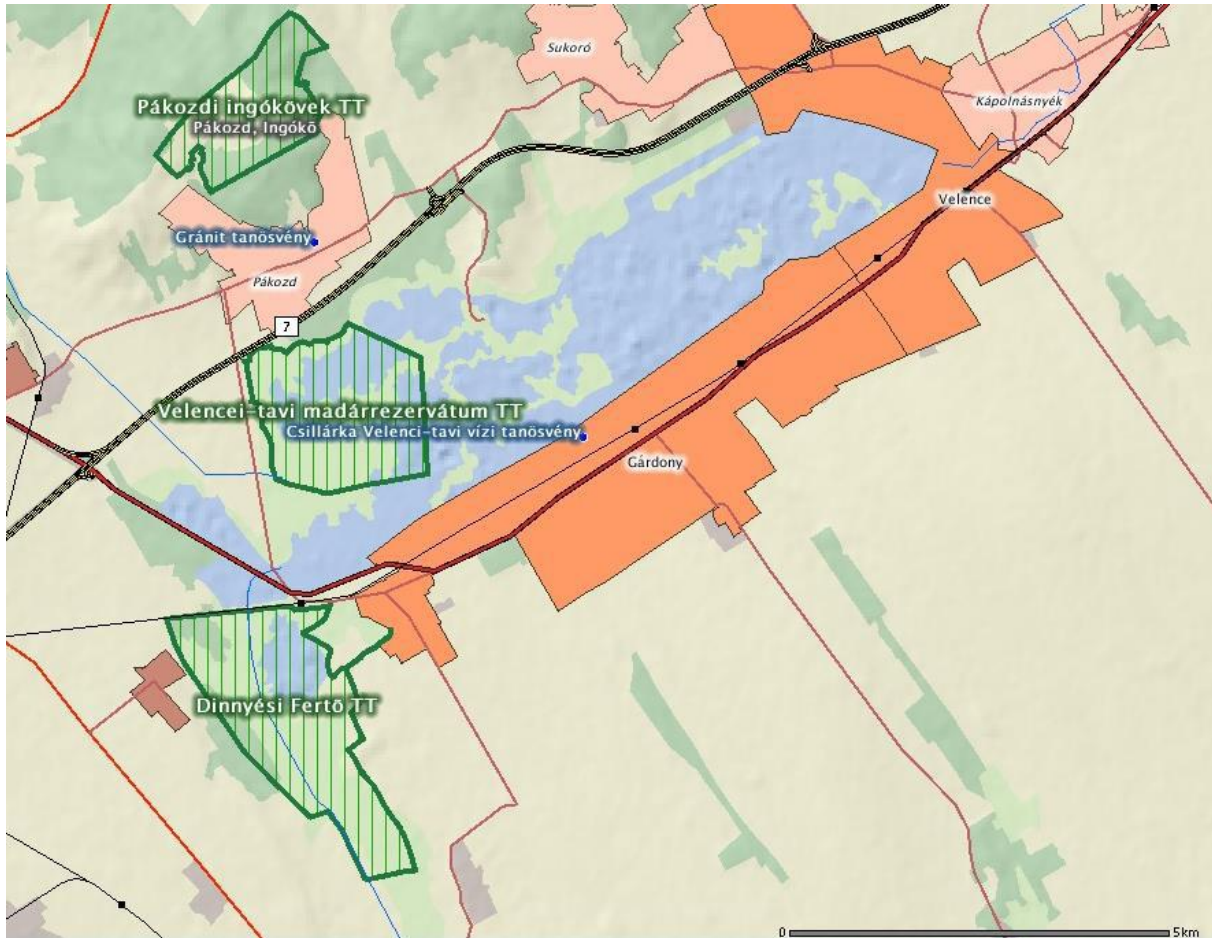 Sukoró
Pákozdi ingókövek TT
Pákozd, Ingókő
Kápolnásnyék
Velence
Gránit tanösvény
Pákozd
7
Velencei-tavi madárrezervátum TT
Csillárka Velenci-tavi vízi tanösvény
Gárdony
Dinnyési Fertő TT
0 5km